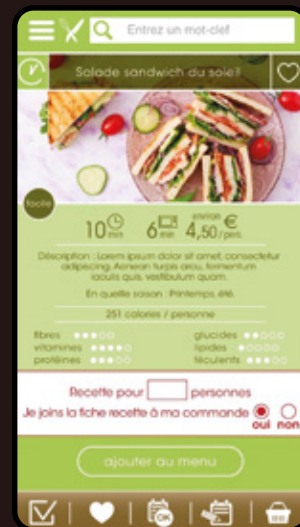 Entrez un mot-clef
Salade sandwich du soleil
facile
10 min 6 min environ 4,50 € /pers.
Déscription : Lorem ipsum dolor sit amet, consectetur
adipiscing. Aenean turpis arcu, fermentum
iaculis quis, vestibulum quam.
En quelle saison : Printemps, été.
251 calories / personne
fibres glucides
vitamines lipides
protéines féculents
Recette pour personnes
Je joins la fiche recette à ma commande
oui non
ajouter au menu
OK